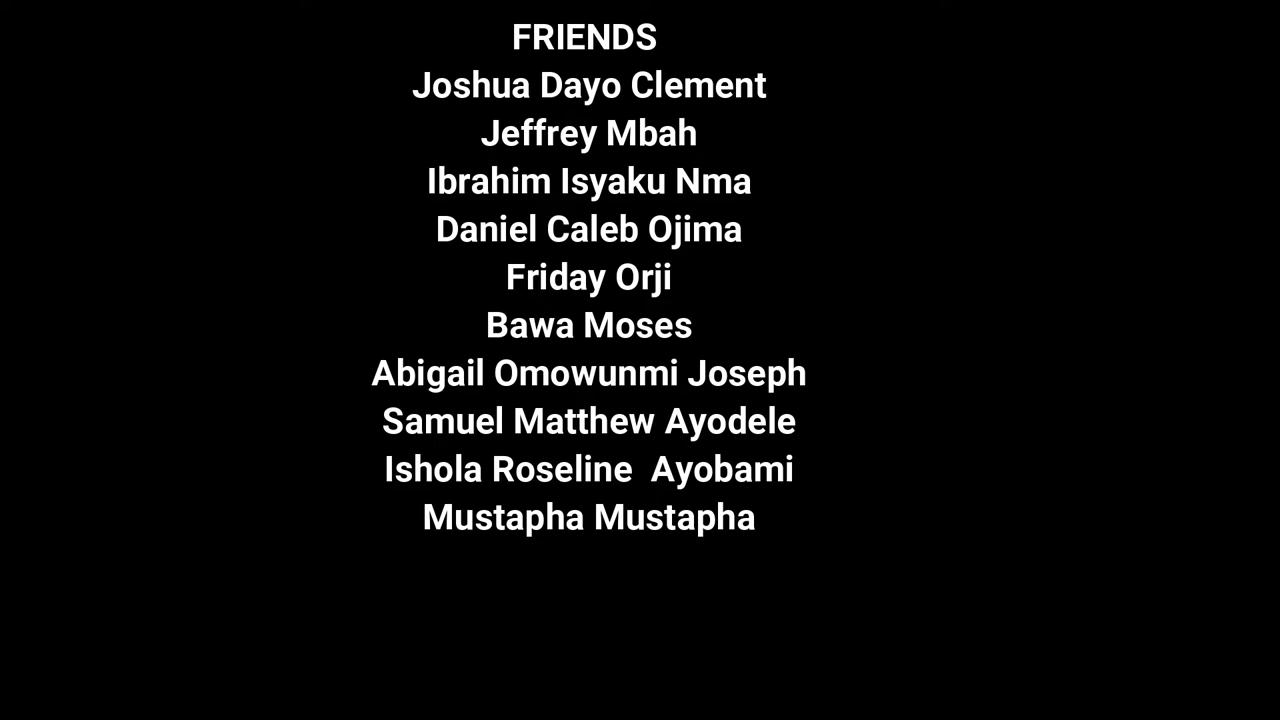 FRIENDS
Joshua Dayo Clement
Jeffrey Mbah
Ibrahim Isyaku Nma
Daniel Caleb Ojima
Friday Orji
Bawa Moses
Abigail Omowunmi Joseph
Samuel Matthew Ayodele
Ishola Roseline  Ayobami
Mustapha Mustapha